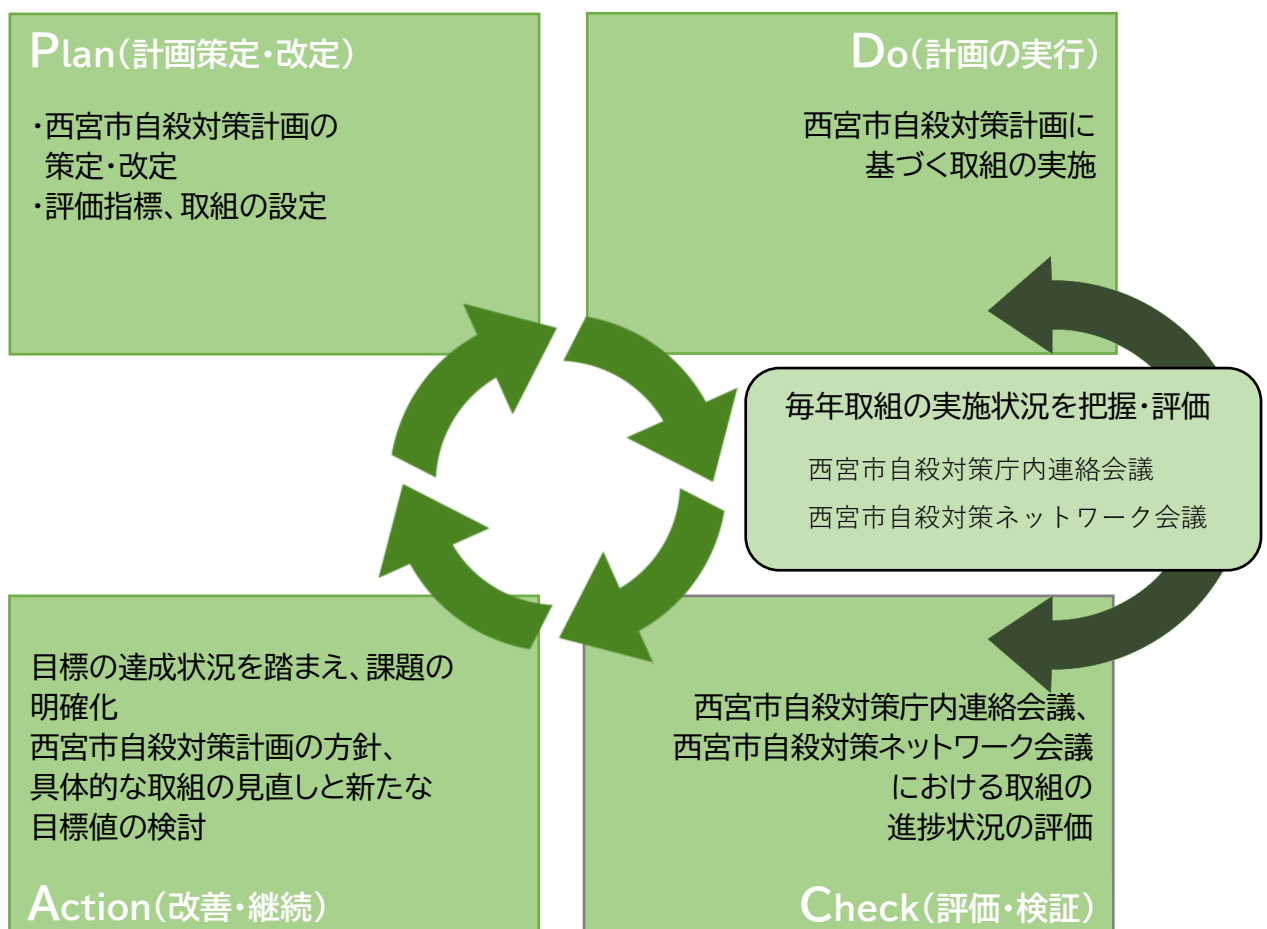 Plan(計画策定・改定)
・西宮市自殺対策計画の
策定・改定
・評価指標、取組の設定
Do(計画の実行)
西宮市自殺対策計画に
基づく取組の実施
毎年取組の実施状況を把握・評価
西宮市自殺対策庁内連絡会議
西宮市自殺対策ネットワーク会議
目標の達成状況を踏まえ、課題の
明確化
西宮市自殺対策計画の方針、
具体的な取組の見直しと新たな
目標値の検討
Action(改善・継続)
西宮市自殺対策庁内連絡会議、
西宮市自殺対策ネットワーク会議
における取組の
進捗状況の評価
Check(評価・検証)